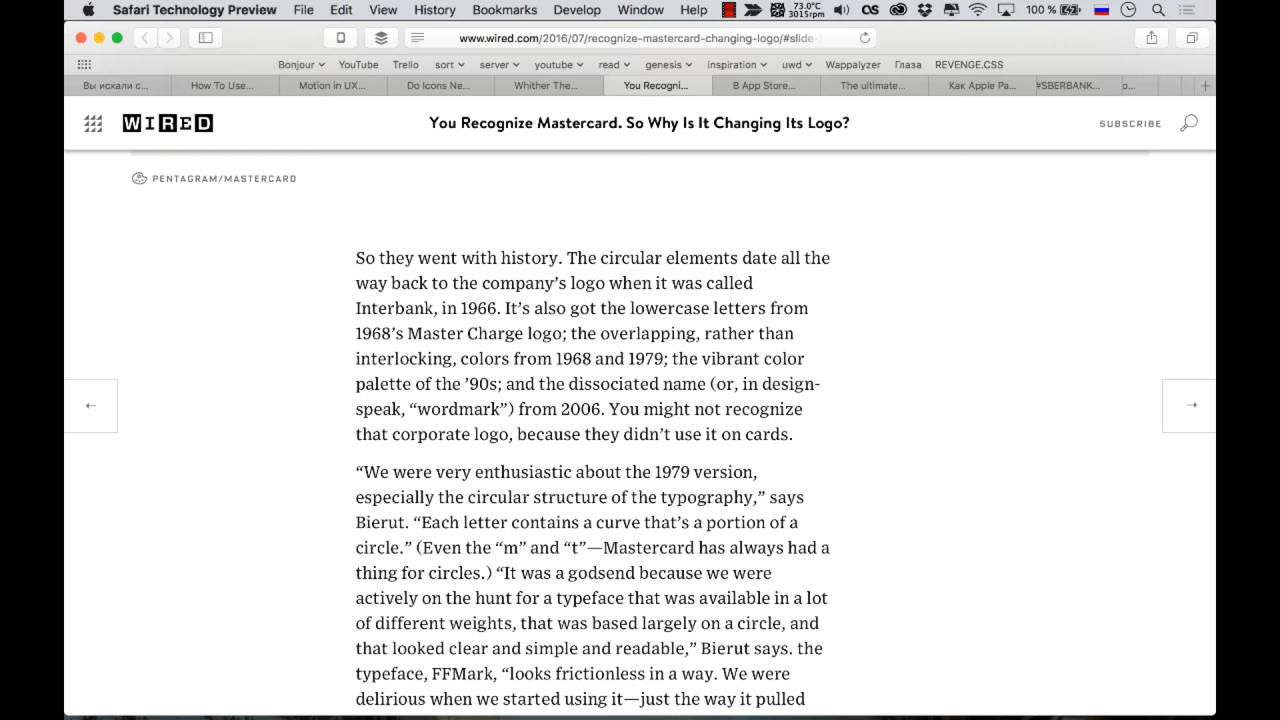 Safari Technology Preview File Edit View History Bookmarks Develop Window Help 73.0°C 3015rpm 100 %
www.wired.com/2016/07/recognize-mastercard-changing-logo/#slide-
Bonjour YouTube Trello sort server youtube read genesis inspiration uwd Wappalyzer Глаза REVENGE.CSS
Вы искали с... How To Use... Motion in UX... Do Icons Ne... Whither The... You Recogni... В App Store... The ultimate... Как Apple Pa... #SBERBANK...
WIRED You Recognize Mastercard. So Why Is It Changing Its Logo? SUBSCRIBE
PENTAGRAM/MASTERCARD
So they went with history. The circular elements date all the
way back to the company’s logo when it was called
Interbank, in 1966. It’s also got the lowercase letters from
1968’s Master Charge logo; the overlapping, rather than
interlocking, colors from 1968 and 1979; the vibrant color
palette of the ’90s; and the dissociated name (or, in design-
speak, “wordmark”) from 2006. You might not recognize
that corporate logo, because they didn’t use it on cards.
“We were very enthusiastic about the 1979 version,
especially the circular structure of the typography,” says
Bierut. “Each letter contains a curve that’s a portion of a
circle.” (Even the “m” and “t”—Mastercard has always had a
thing for circles.) “It was a godsend because we were
actively on the hunt for a typeface that was available in a lot
of different weights, that was based largely on a circle, and
that looked clear and simple and readable,” Bierut says. the
typeface, FFMark, “looks frictionless in a way. We were
delirious when we started using it—just the way it pulled